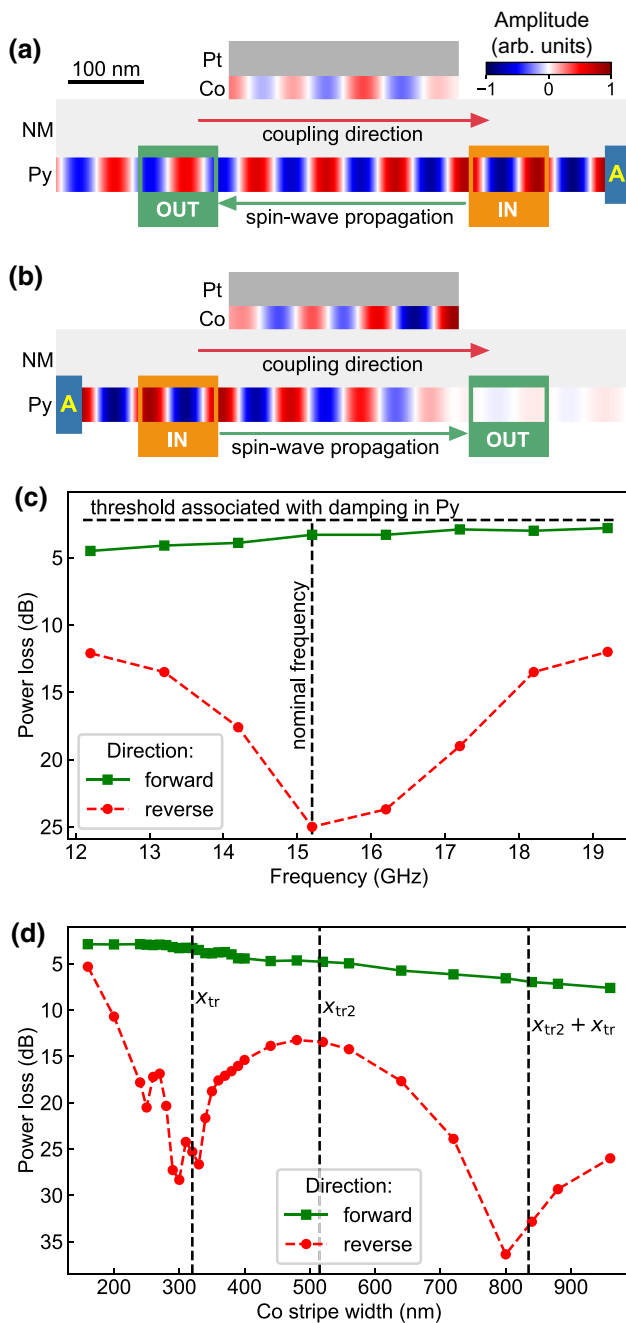 (a)
Amplitude
(arb. units)
−1 0 1
100 nm
Pt
Co
NM
coupling direction
Py
A
OUT
spin-wave propagation
IN
(b)
Pt
Co
NM
coupling direction
A
Py
IN
spin-wave propagation
OUT
(c)
threshold associated with damping in Py
nominal frequency
Power loss (dB)
5
10
15
20
25
Direction:
forward
reverse
12 13 14 15 16 17 18 19
Frequency (GHz)
(d)
x_tr
x_tr2
x_tr2 + x_tr
Power loss (dB)
5
10
15
20
25
30
35
Direction:
forward
reverse
200 300 400 500 600 700 800 900
Co stripe width (nm)